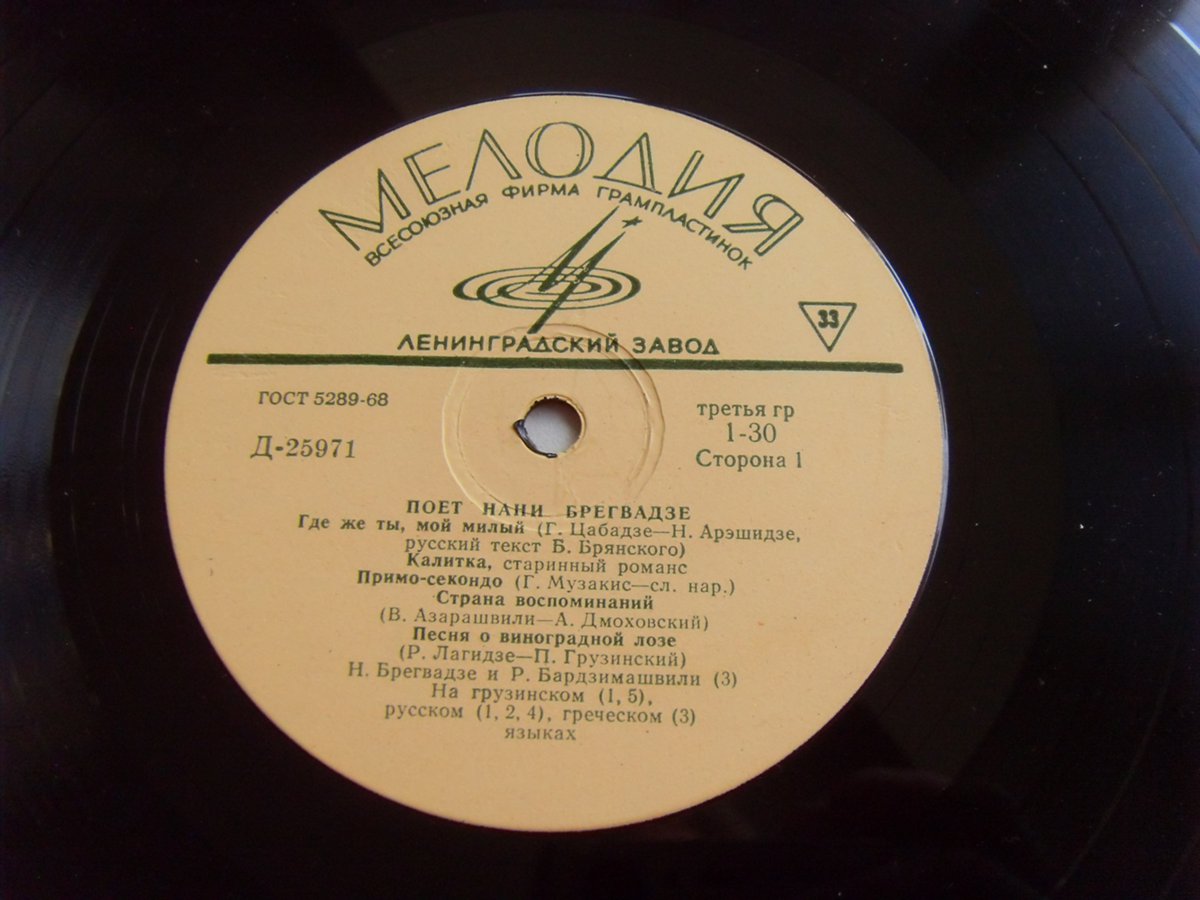 МЕЛОДИЯ
ВСЕСОЮЗНАЯ ФИРМА ГРАМПЛАСТИНОК
33
ЛЕНИНГРАДСКИЙ ЗАВОД
ГОСТ 5289-68
третья гр
Д-25971
1-30
Сторона 1
ПОЕТ НАНИ БРЕГВАДЗЕ
Где же ты, мой милый (Г. Цабадзе—Н. Арэшидзе,
русский текст Б. Брянского)
Калитка, старинный романс
Примо-секондо (Г. Музакис—сл. нар.)
Страна воспоминаний
(В. Азарашвили—А. Дмоховский)
Песня о виноградной лозе
(Р. Лагидзе—П. Грузинский)
Н. Брегвадзе и Р. Бардзимашвили (3)
На грузинском (1, 5),
русском (1, 2, 4), греческом (3)
языках